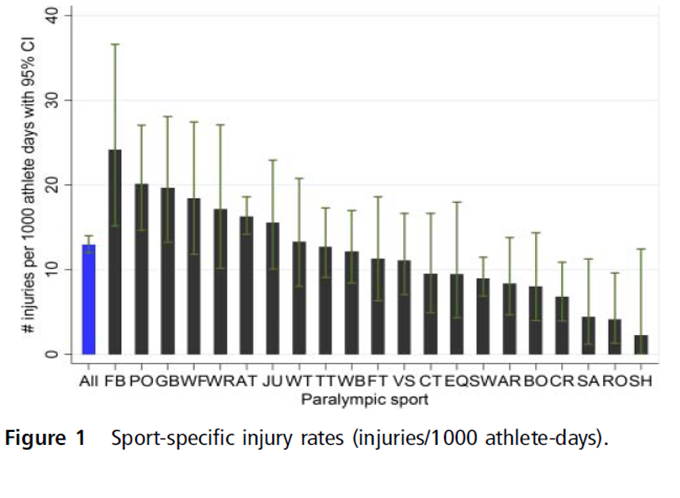 # injuries per 1000 athlete days with 95% CI
40
30
20
10
0
All FB PO GB WF WR AT JU WT TT WB FT VS CT EQ SW AR BO CR SA RO SH
Paralympic sport
Figure 1 Sport-specific injury rates (injuries/1000 athlete-days).